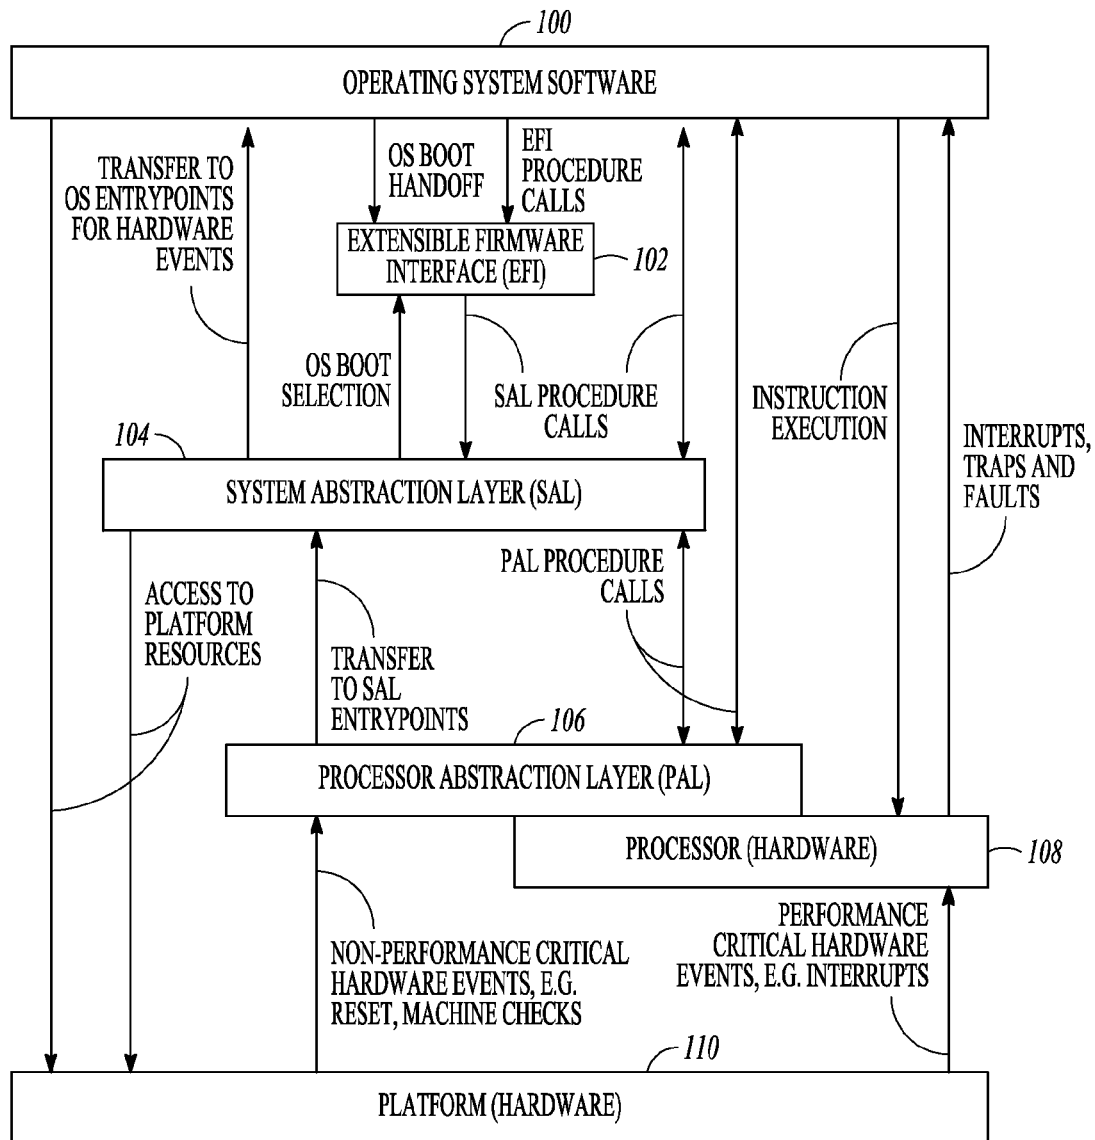 100
OPERATING SYSTEM SOFTWARE
TRANSFER TO
OS ENTRYPOINTS
FOR HARDWARE
EVENTS
OS BOOT
HANDOFF
EFI
PROCEDURE
CALLS
EXTENSIBLE FIRMWARE
INTERFACE (EFI)
102
OS BOOT
SELECTION
SAL PROCEDURE
CALLS
INSTRUCTION
EXECUTION
INTERRUPTS,
TRAPS AND
FAULTS
104
SYSTEM ABSTRACTION LAYER (SAL)
PAL PROCEDURE
CALLS
ACCESS TO
PLATFORM
RESOURCES
TRANSFER
TO SAL
ENTRYPOINTS
106
PROCESSOR ABSTRACTION LAYER (PAL)
PROCESSOR (HARDWARE)
108
NON-PERFORMANCE CRITICAL
HARDWARE EVENTS, E.G.
RESET, MACHINE CHECKS
PERFORMANCE
CRITICAL HARDWARE
EVENTS, E.G. INTERRUPTS
110
PLATFORM (HARDWARE)